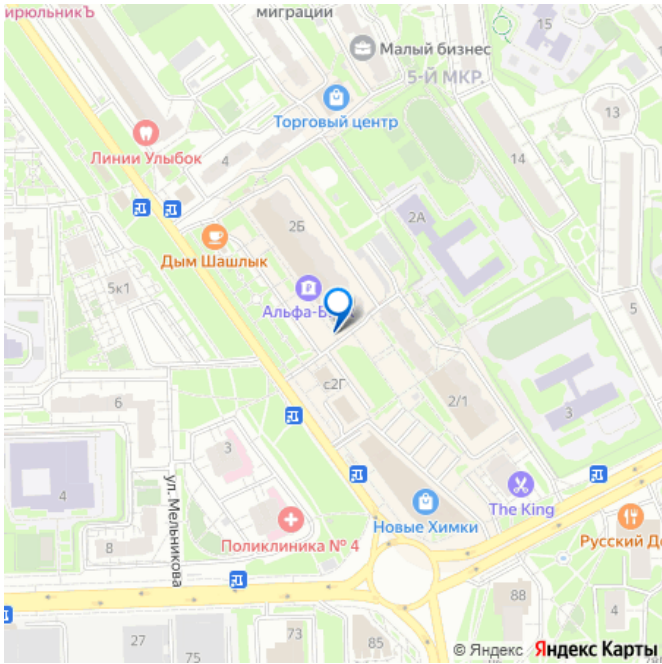 ирюльникЪ
миграции
15
Малый бизнес
5-Й МКР.
Торговый центр
13
Линии Улыбок
4
14
2Б
2А
Дым Шашлык
5к1
Альфа-Б
5
с2Г
6
2/1
3
3
4
ул. Мельникова
The King
Новые Химки
Поликлиника № 4
Русский До
8
88
4
27
73
75
85
© Яндекс Яндекс Карты